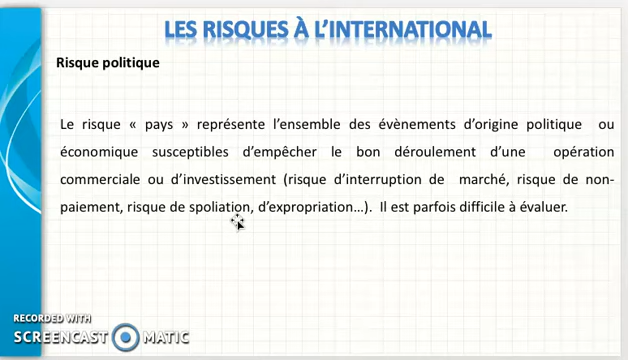 LES RISQUES À L'INTERNATIONAL
Risque politique
Le risque « pays » représente l'ensemble des évènements d'origine politique ou
économique susceptibles d'empêcher le bon déroulement d'une opération
commerciale ou d'investissement (risque d'interruption de marché, risque de non-
paiement, risque de spoliation, d'expropriation…). Il est parfois difficile à évaluer.
RECORDED WITH
SCREENCAST MATIC